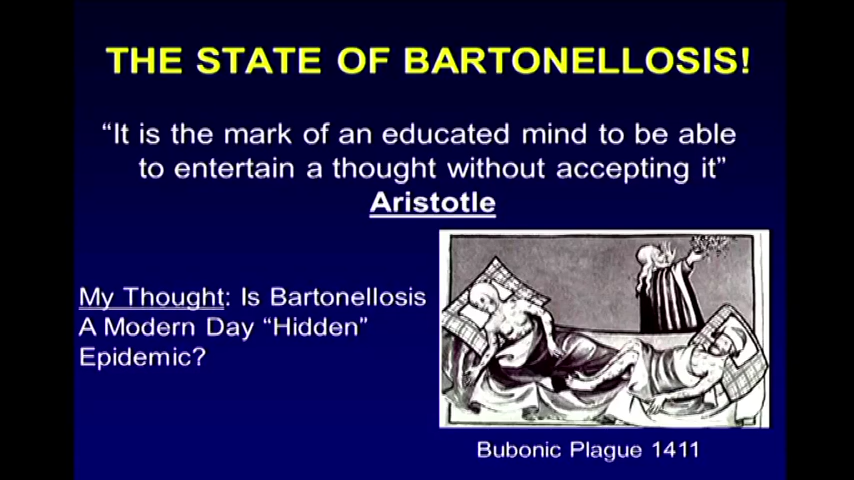 THE STATE OF BARTONELLOSIS!
“It is the mark of an educated mind to be able
to entertain a thought without accepting it”
Aristotle
My Thought: Is Bartonellosis
A Modern Day “Hidden”
Epidemic?
Bubonic Plague 1411